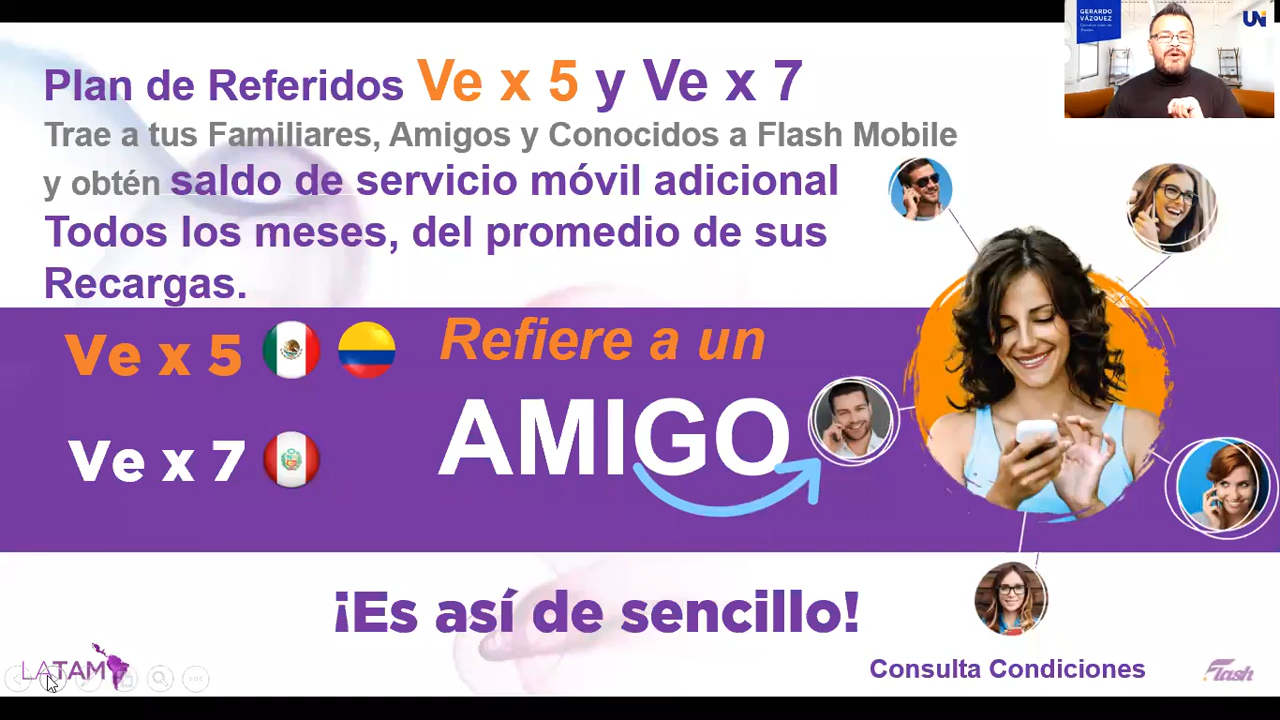 Plan de Referidos Ve x 5 y Ve x 7
Trae a tus Familiares, Amigos y Conocidos a Flash Mobile
y obtén saldo de servicio móvil adicional
Todos los meses, del promedio de sus
Recargas.
Ve x 5
Ve x 7
Refiere a un
AMIGO
¡Es así de sencillo!
Consulta Condiciones
LATAM
Flash
GERARDO
VÁZQUEZ
UNI